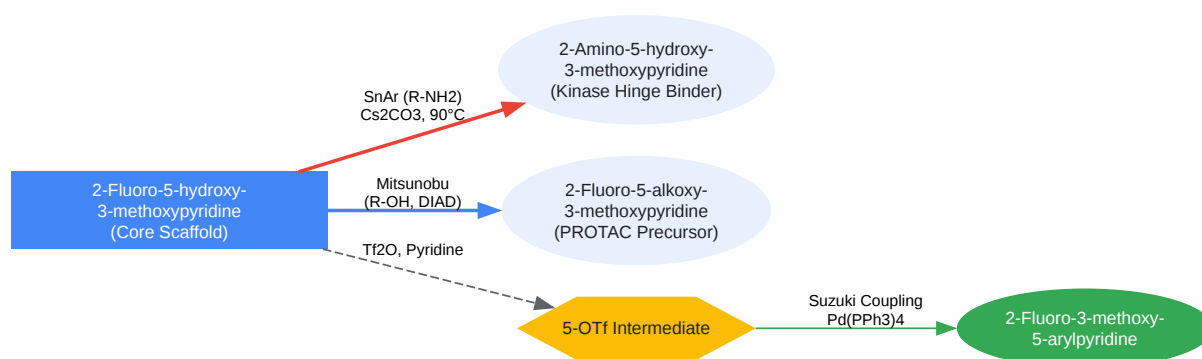 2-Amino-5-hydroxy-
3-methoxypyridine
(Kinase Hinge Binder)
SnAr (R-NH2)
Cs2CO3, 90°C
2-Fluoro-5-hydroxy-
3-methoxypyridine
(Core Scaffold)
Mitsunobu
(R-OH, DIAD)
2-Fluoro-5-alkoxy-
3-methoxypyridine
(PROTAC Precursor)
Tf2O, Pyridine
5-OTf Intermediate
Suzuki Coupling
Pd(PPh3)4
2-Fluoro-3-methoxy-
5-arylpyridine